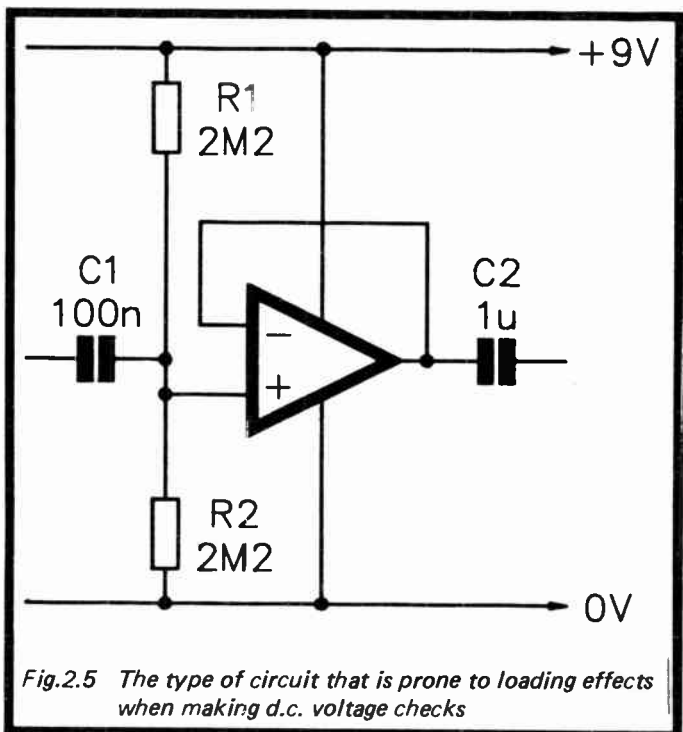 +9V
R1
2M2
C1
100n
C2
1u
−
+
R2
2M2
0V
Fig.2.5 The type of circuit that is prone to loading effects
when making d.c. voltage checks